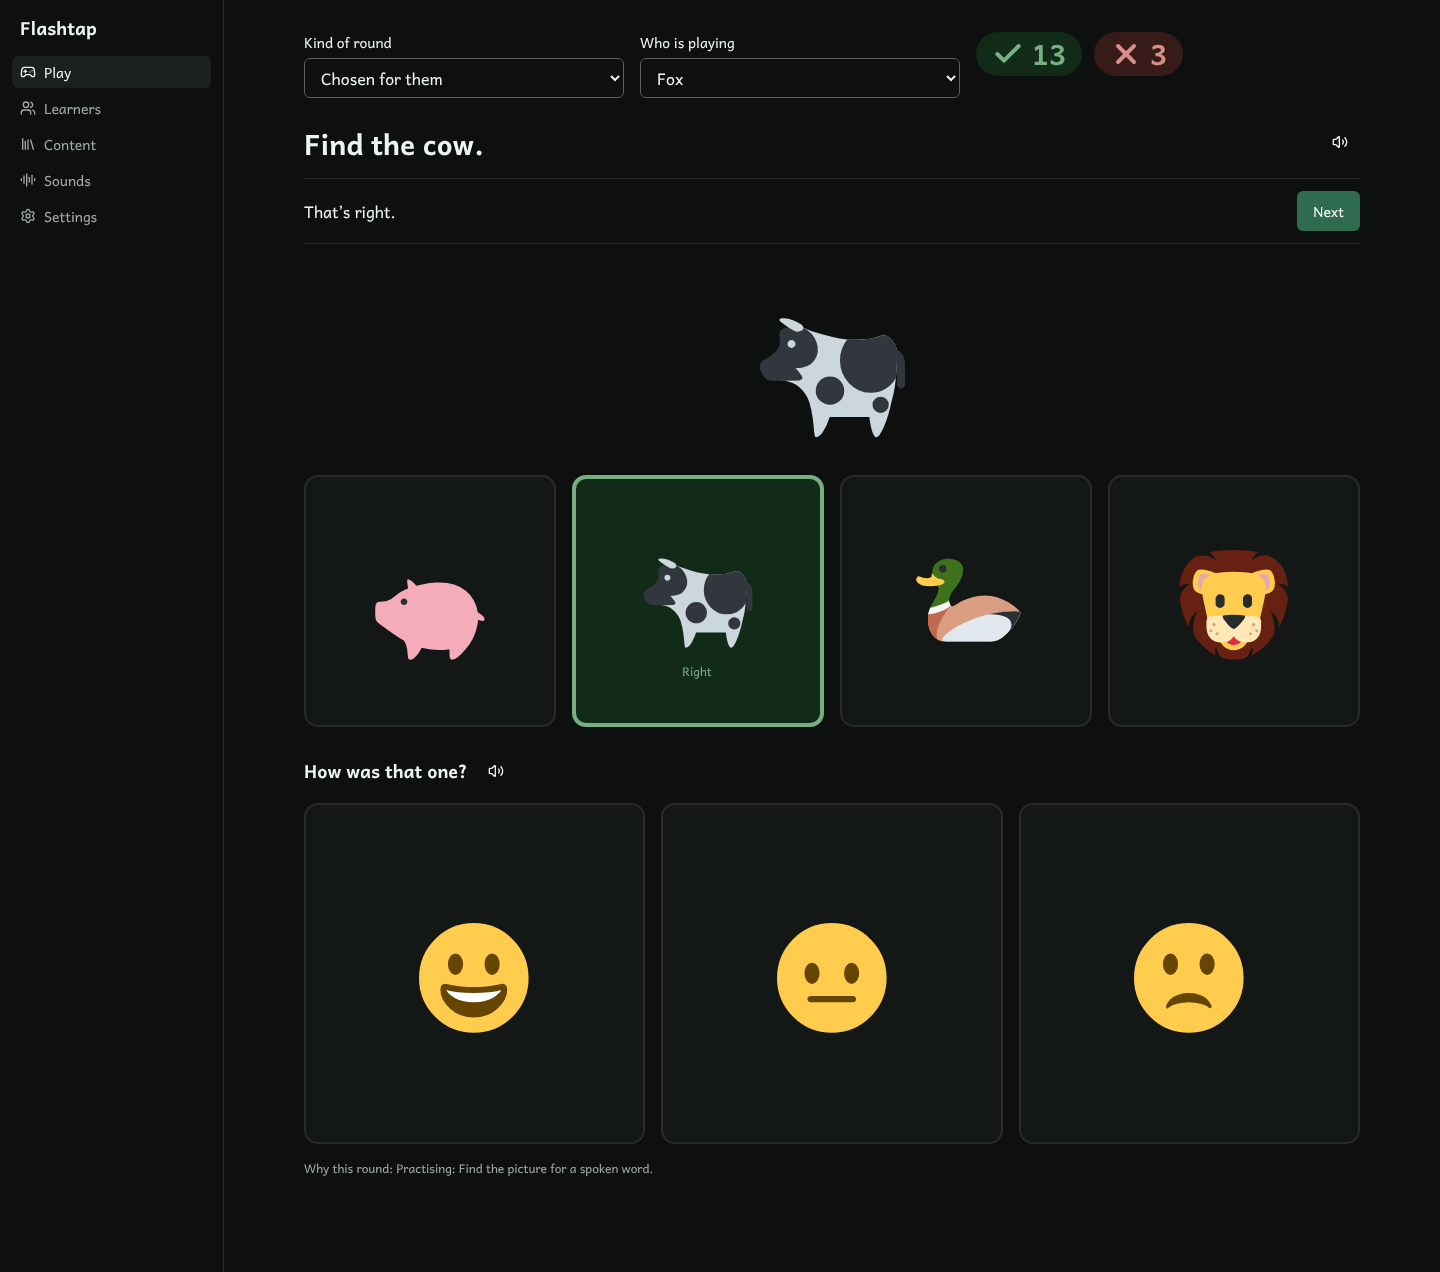 Flashtap
Play
Learners
Content
Sounds
Settings
Kind of round
Chosen for them
Who is playing
Fox
13
3
Find the cow.
That's right.
Next
Right
How was that one?
Why this round: Practising: Find the picture for a spoken word.